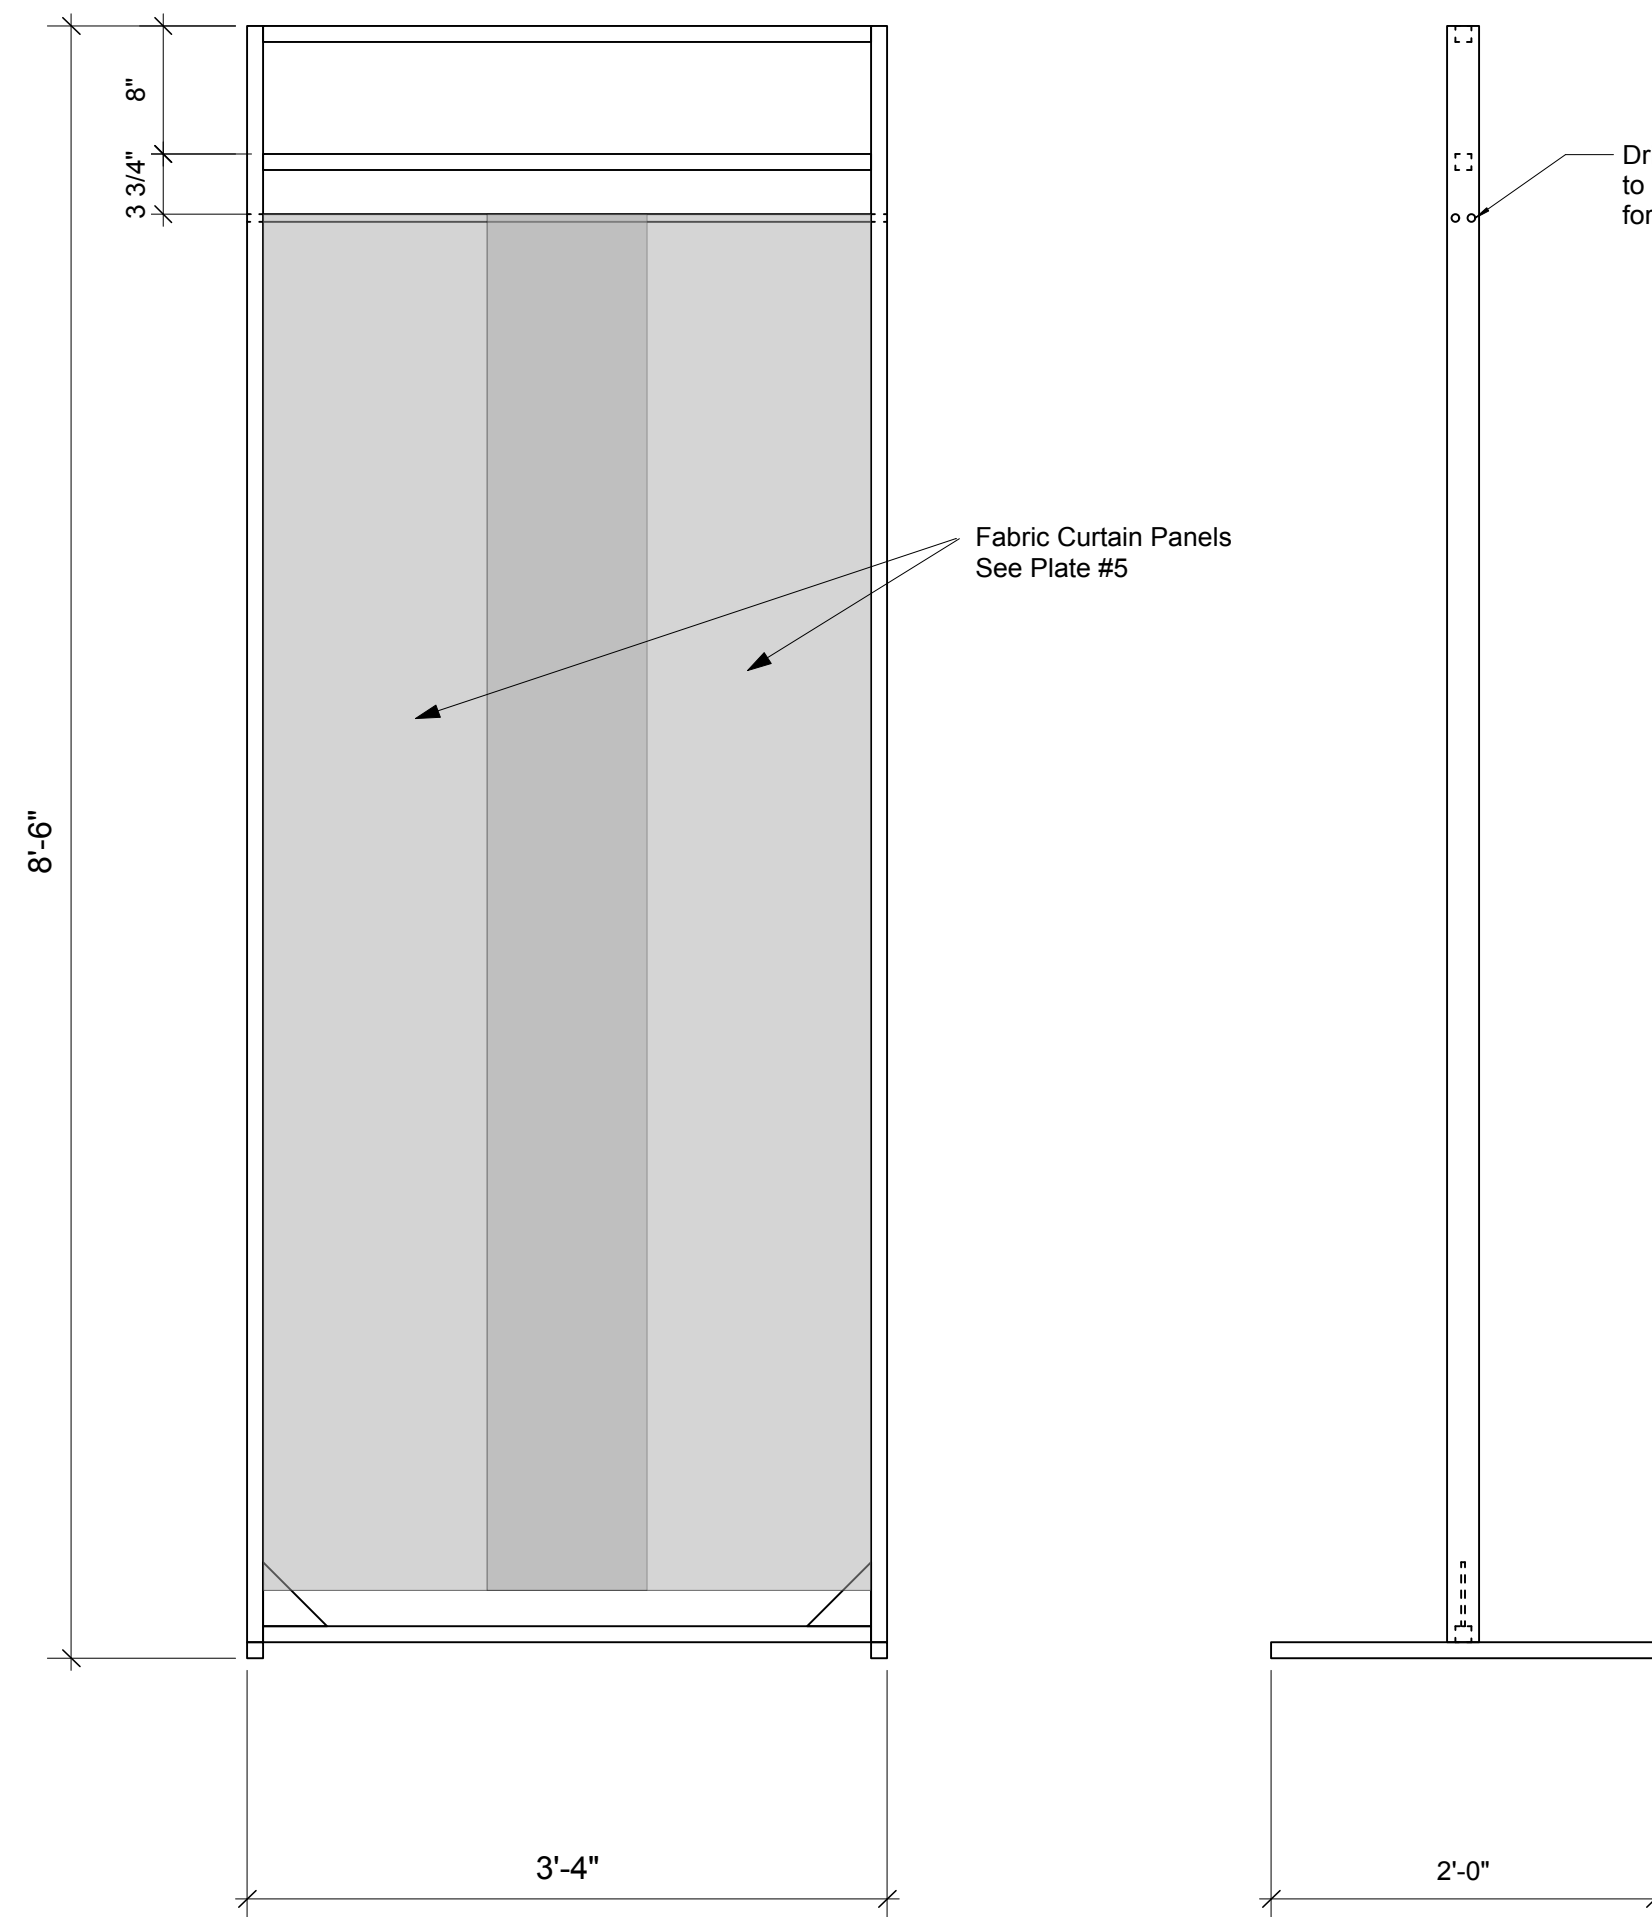 8"
3 3/4"
Dr
to
for
Fabric Curtain Panels
See Plate #5
8'-6"
3'-4"
2'-0"